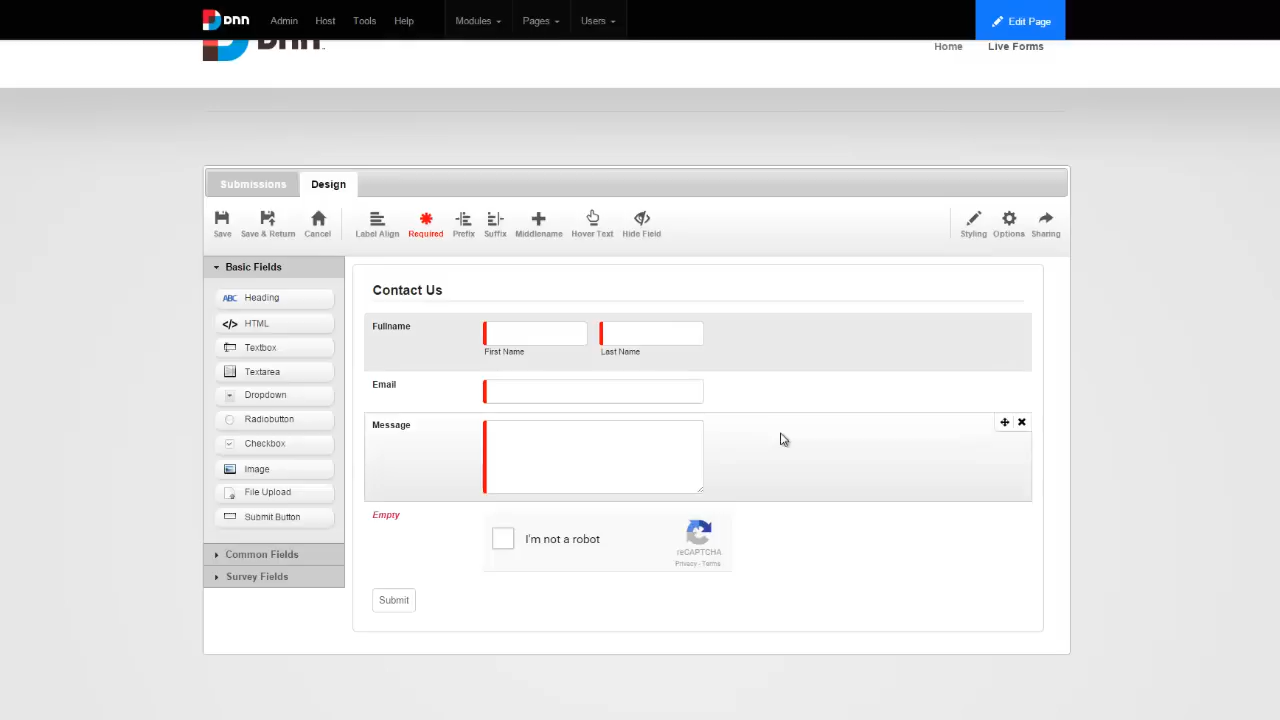 DNN Admin Host Tools Help Modules Pages Users Edit Page
Home Live Forms
Submissions Design
Save Save & Return Cancel Label Align Required Prefix Suffix Middlename Hover Text Hide Field Styling Options Sharing
Basic Fields
ABC Heading
</> HTML
Textbox
Textarea
Dropdown
Radiobutton
Checkbox
Image
File Upload
Submit Button
Common Fields
Survey Fields
Contact Us
Fullname
First Name Last Name
Email
Message
Empty
I'm not a robot
reCAPTCHA
Privacy - Terms
Submit